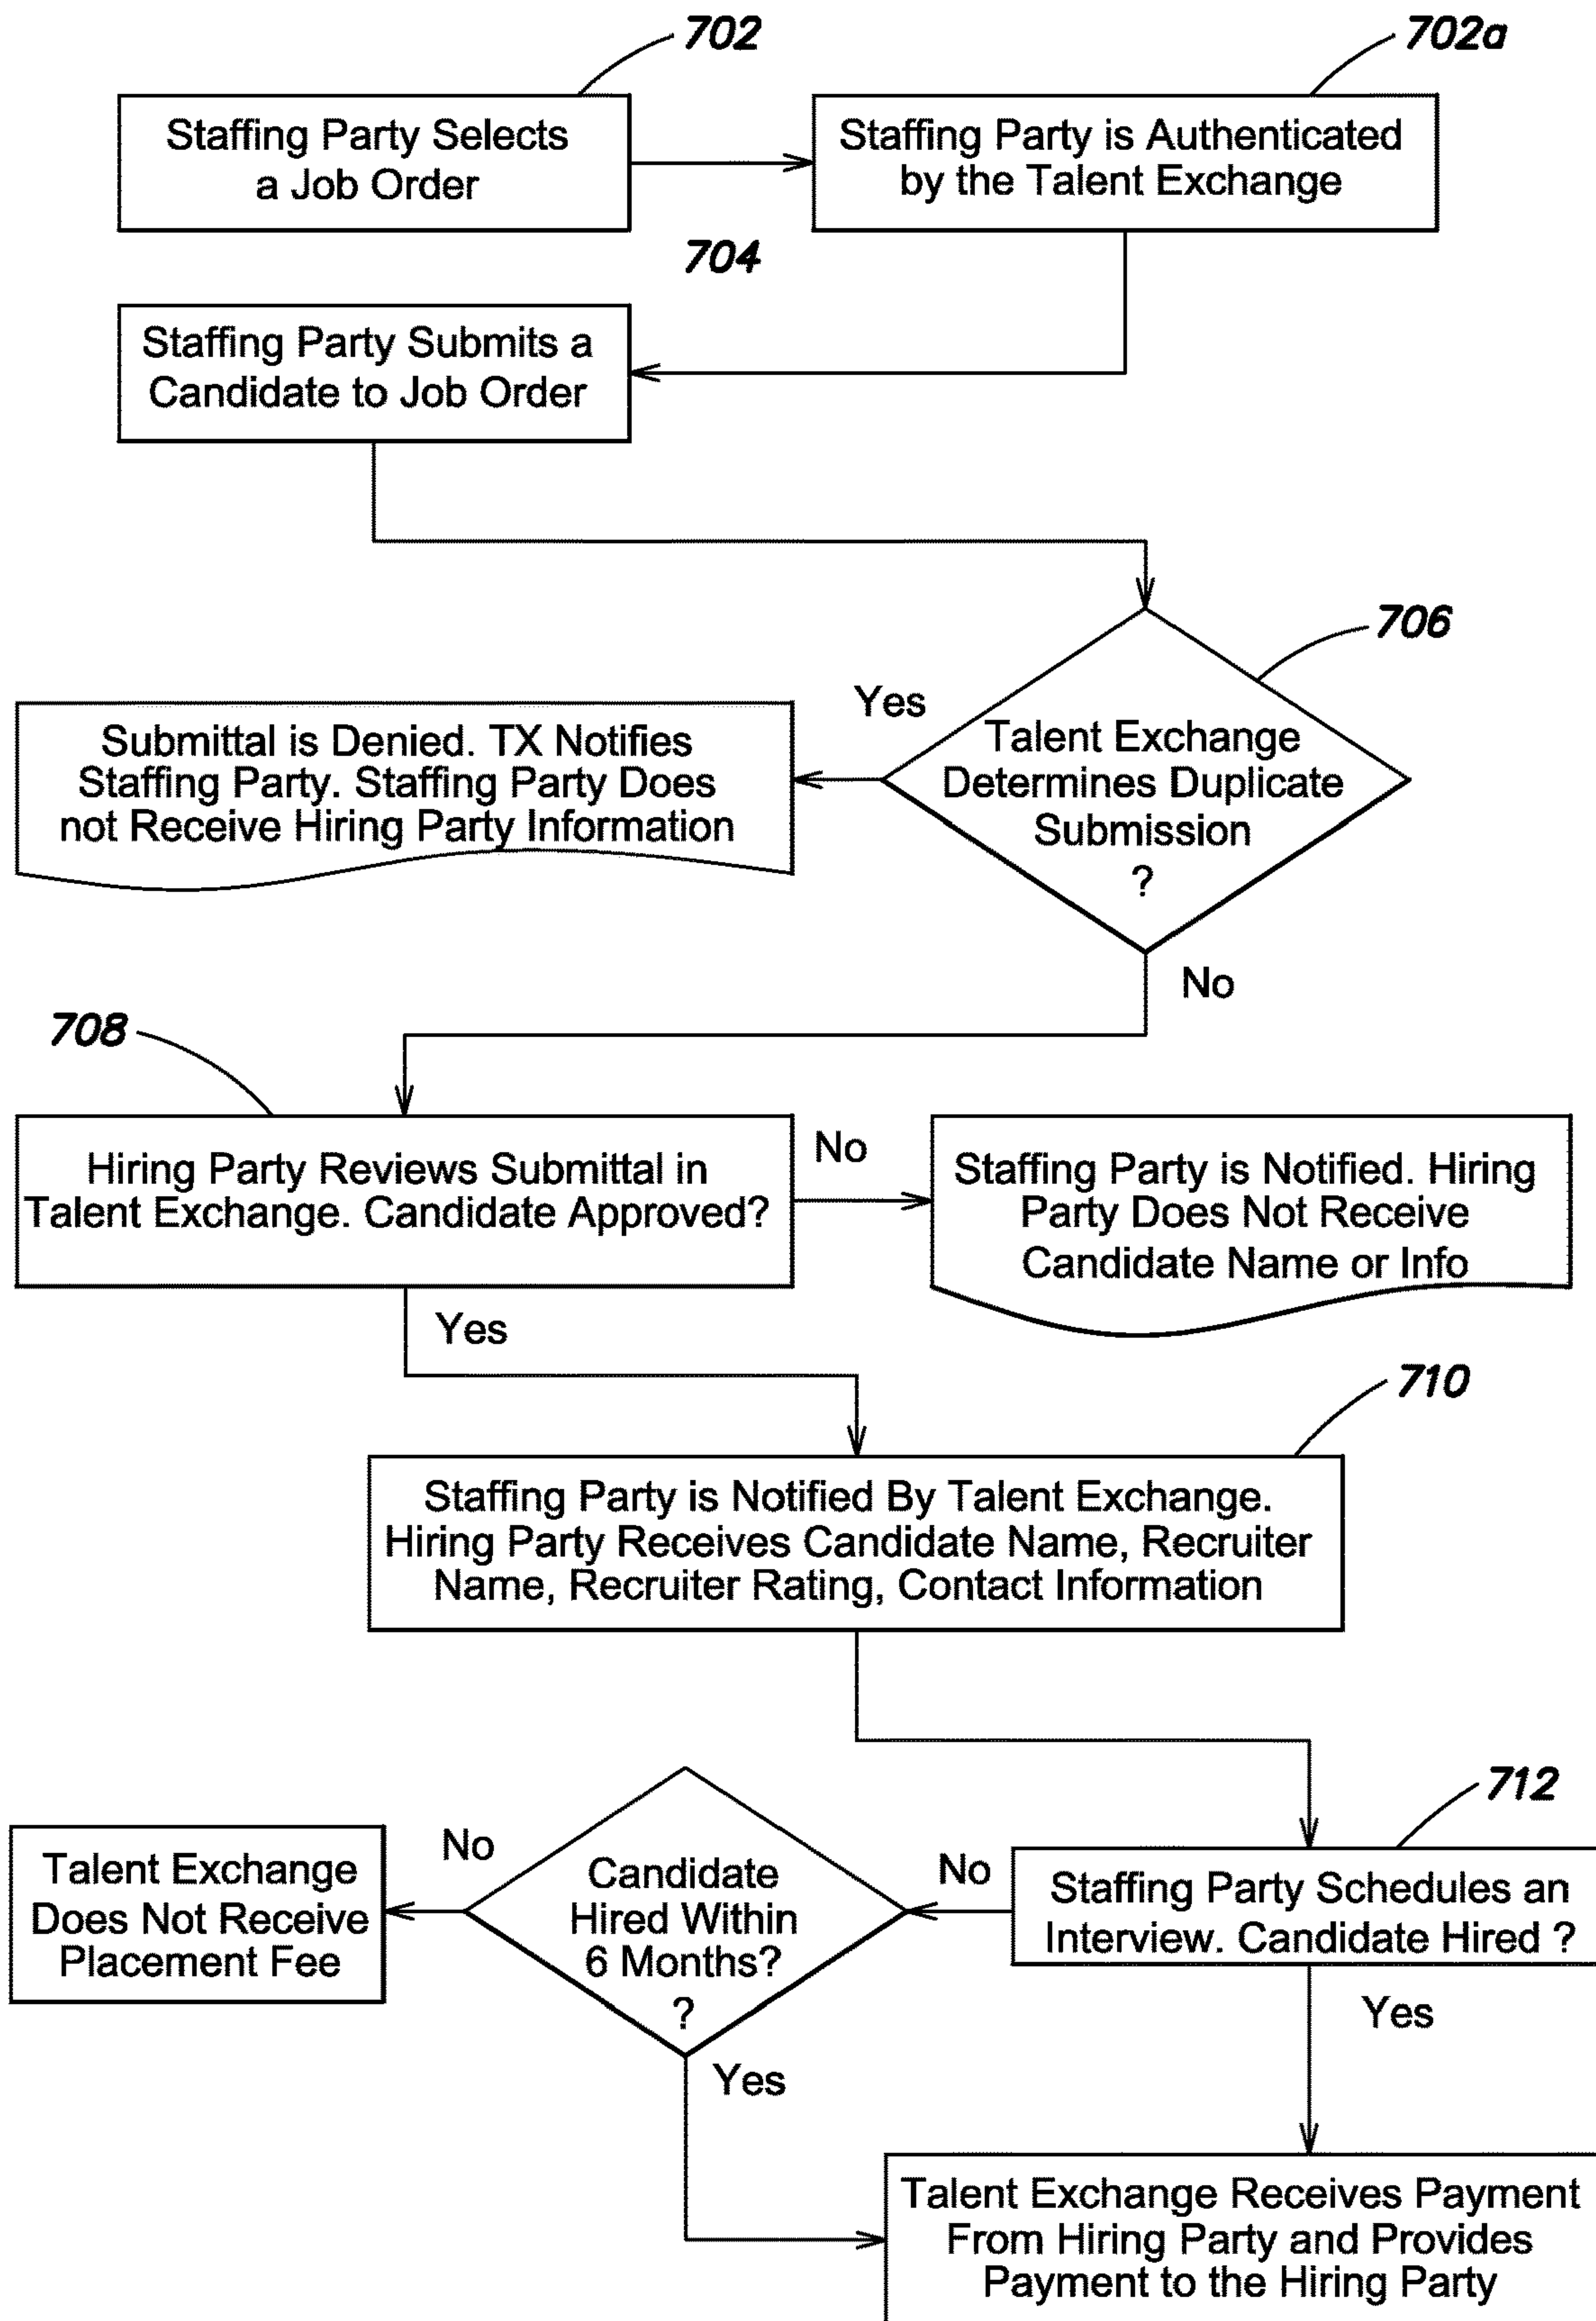 702
702a
Staffing Party Selects
a Job Order
Staffing Party is Authenticated
by the Talent Exchange
704
Staffing Party Submits a
Candidate to Job Order
706
Yes
Talent Exchange
Determines Duplicate
Submission
?
Submittal is Denied. TX Notifies
Staffing Party. Staffing Party Does
not Receive Hiring Party Information
No
708
Hiring Party Reviews Submittal in
Talent Exchange. Candidate Approved?
No
Staffing Party is Notified. Hiring
Party Does Not Receive
Candidate Name or Info
Yes
710
Staffing Party is Notified By Talent Exchange.
Hiring Party Receives Candidate Name, Recruiter
Name, Recruiter Rating, Contact Information
712
Staffing Party Schedules an
Interview. Candidate Hired ?
No
Candidate
Hired Within
6 Months?
?
No
Talent Exchange
Does Not Receive
Placement Fee
Yes
Yes
Talent Exchange Receives Payment
From Hiring Party and Provides
Payment to the Hiring Party